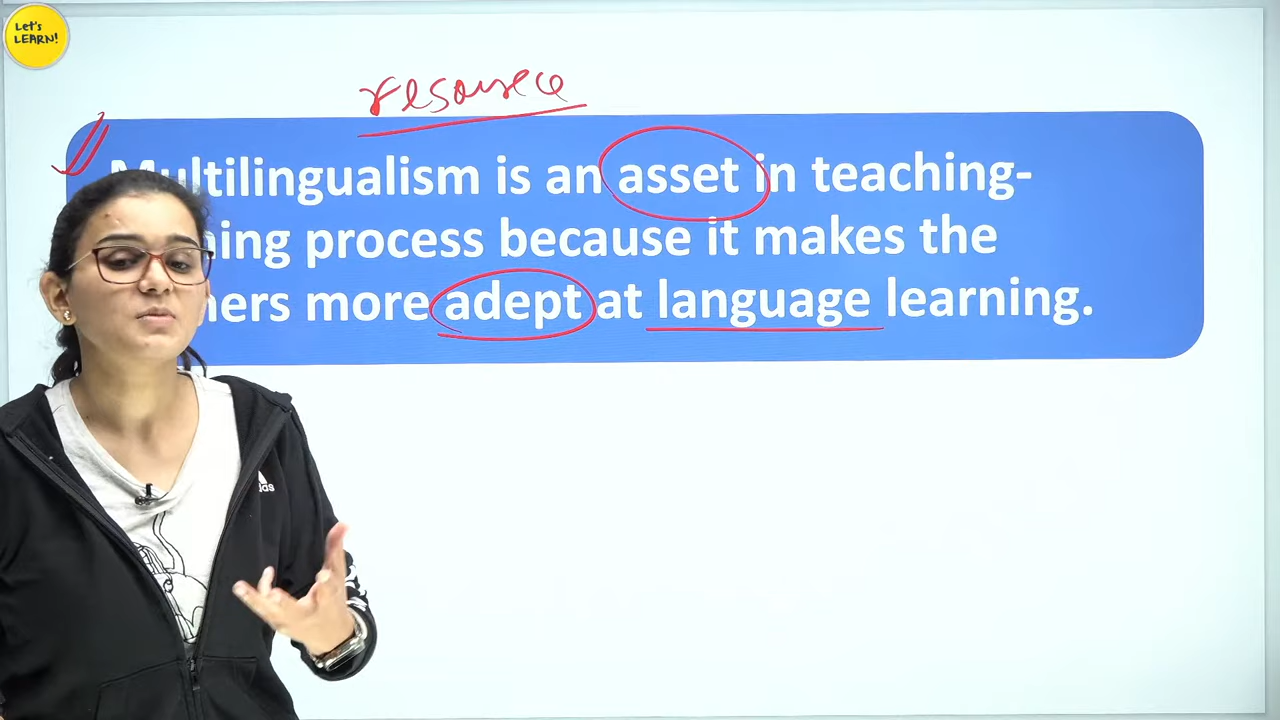 Let's
LEARN!
resource
Multilingualism is an asset in teaching-
process because it makes the
more adept at language learning.